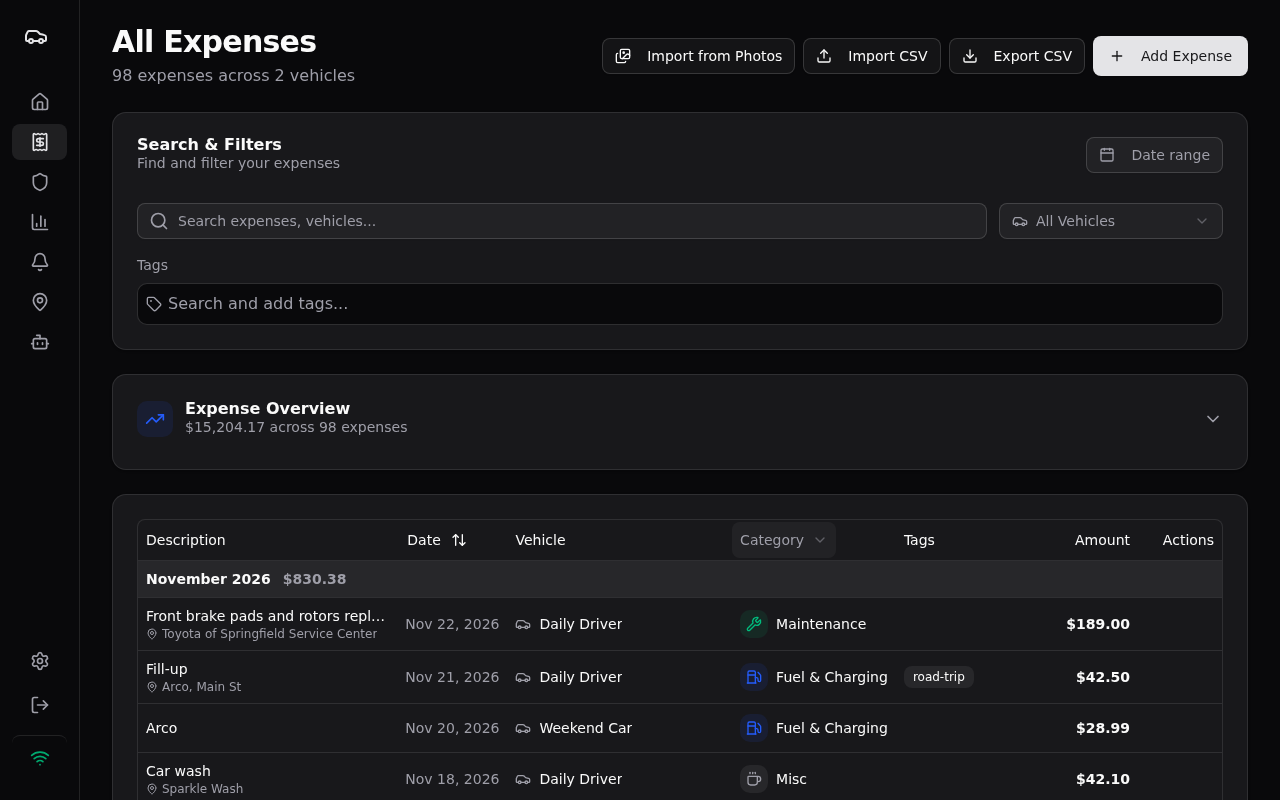 All Expenses
98 expenses across 2 vehicles
Import from Photos
Import CSV
Export CSV
Add Expense
Search & Filters
Find and filter your expenses
Date range
Search expenses, vehicles...
All Vehicles
Tags
Search and add tags...
Expense Overview
$15,204.17 across 98 expenses
Description Date Vehicle Category Tags Amount Actions
November 2026 $830.38
Front brake pads and rotors repl...
Toyota of Springfield Service Center
Nov 22, 2026 Daily Driver Maintenance $189.00
Fill-up
Arco, Main St
Nov 21, 2026 Daily Driver Fuel & Charging road-trip $42.50
Arco Nov 20, 2026 Weekend Car Fuel & Charging $28.99
Car wash
Sparkle Wash
Nov 18, 2026 Daily Driver Misc $42.10